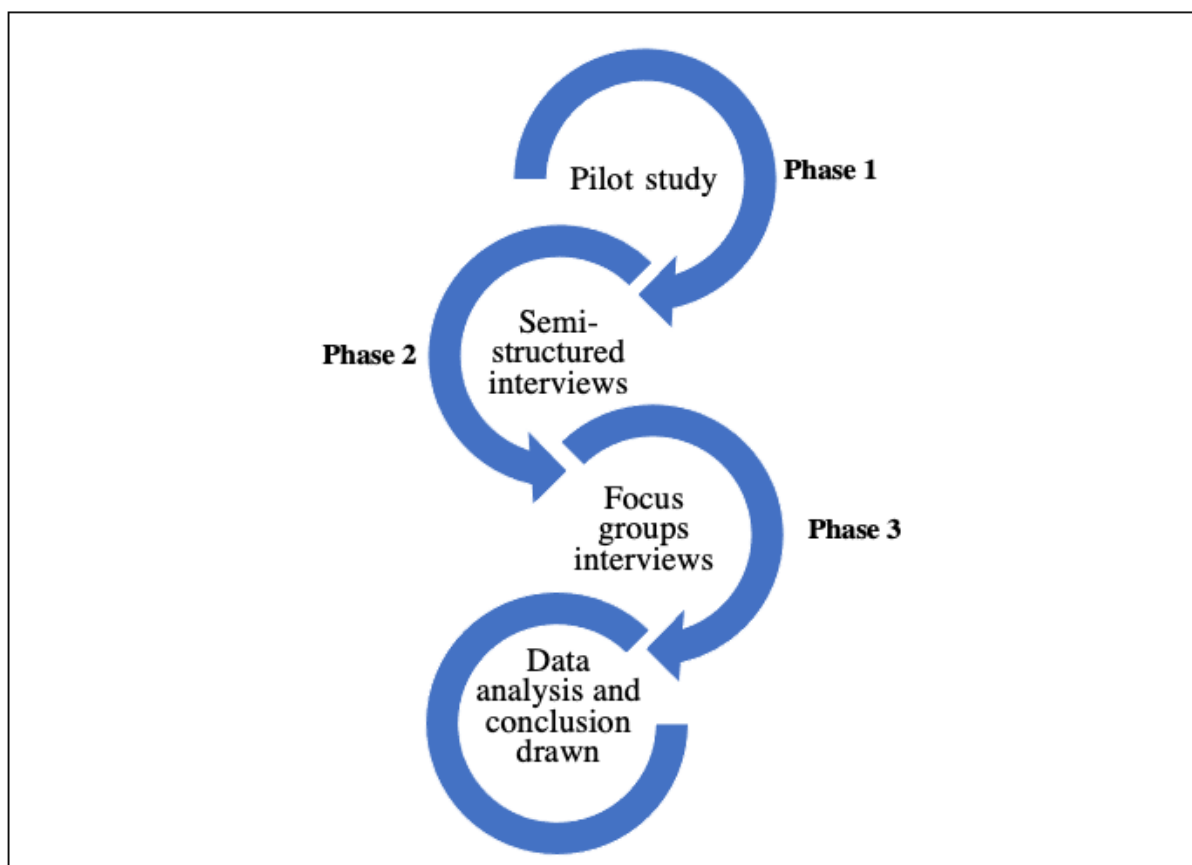 Pilot study
Phase 1
Semi-
structured
interviews
Phase 2
Focus
groups
interviews
Phase 3
Data
analysis and
conclusion
drawn